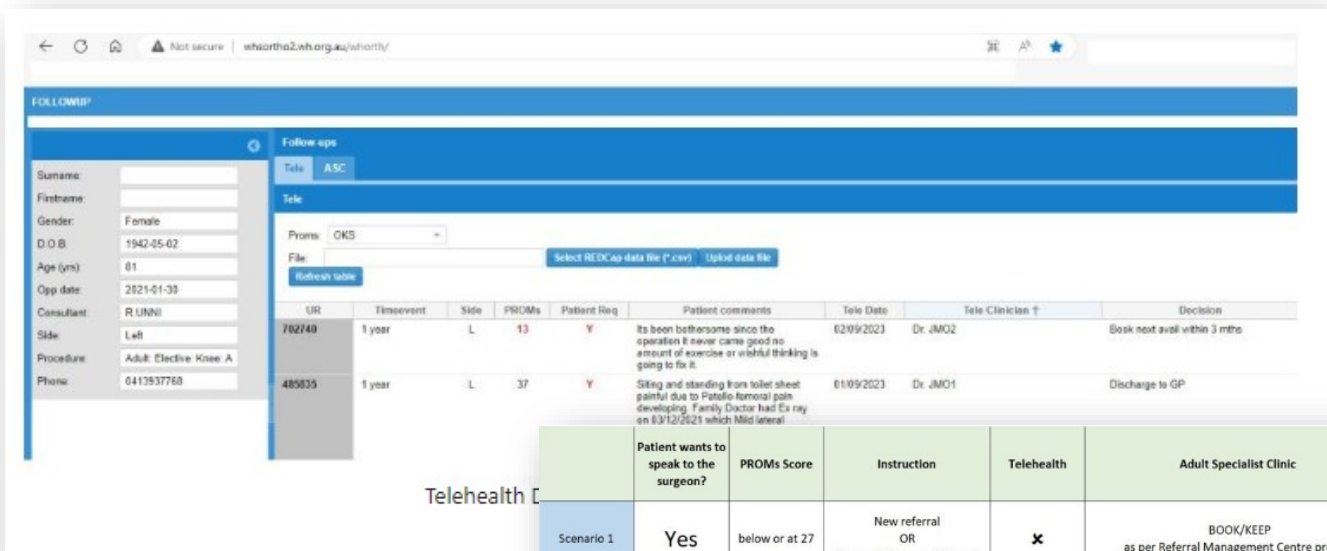 Not secure | whsortho2.wh.org.au/whorth/
FOLLOWUP
Surname:
Firstname:
Gender: Female
D.O.B: 1942-05-02
Age (yrs): 81
Opp date: 2021-01-30
Consultant: R.UNNI
Side: Left
Procedure: Adult: Elective: Knee: A
Phone: 0413937768
Follow ups
Tele ASC
Tele
Proms: OKS
File: Select REDCap data file (*.csv) Uplod data file
Refresh table
UR Timeevent Side PROMs Patient Req Patient comments Tele Date Tele Clinician ↑ Decision
702740 1 year L 13 Y Its been bothersome since the 02/09/2023 Dr. JMO2 Book next avail within 3 mths
operation it never came good no
amount of exercise or wishful thinking is
going to fix it.
485835 1 year L 37 Y Siting and standing from toilet sheet 01/09/2023 Dr. JMO1 Discharge to GP
painful due to Patello-femoral pain
developing. Family Doctor had Ex ray
on 03/12/2021 which Mild lateral
Telehealth
Patient wants to
speak to the
surgeon?
PROMs Score
Instruction
Telehealth
Adult Specialist Clinic
Scenario 1
Yes
below or at 27
New referral
OR
✘
BOOK/KEEP
as per Referral Management Centre